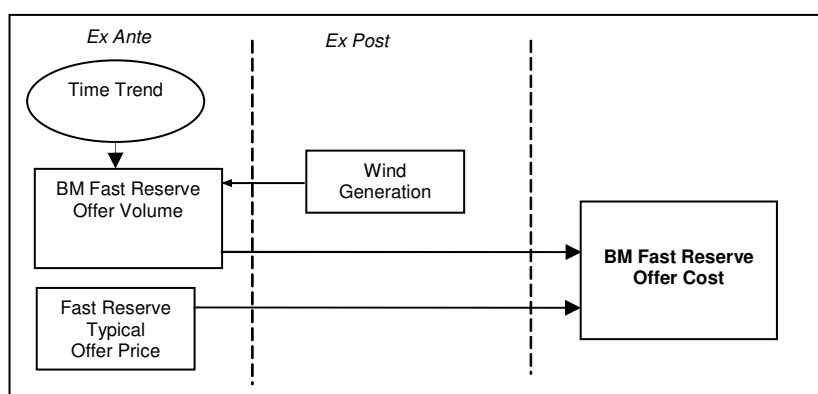 Ex Ante
Ex Post
Time Trend
BM Fast Reserve
Offer Volume
Wind
Generation
BM Fast Reserve
Offer Cost
Fast Reserve
Typical
Offer Price